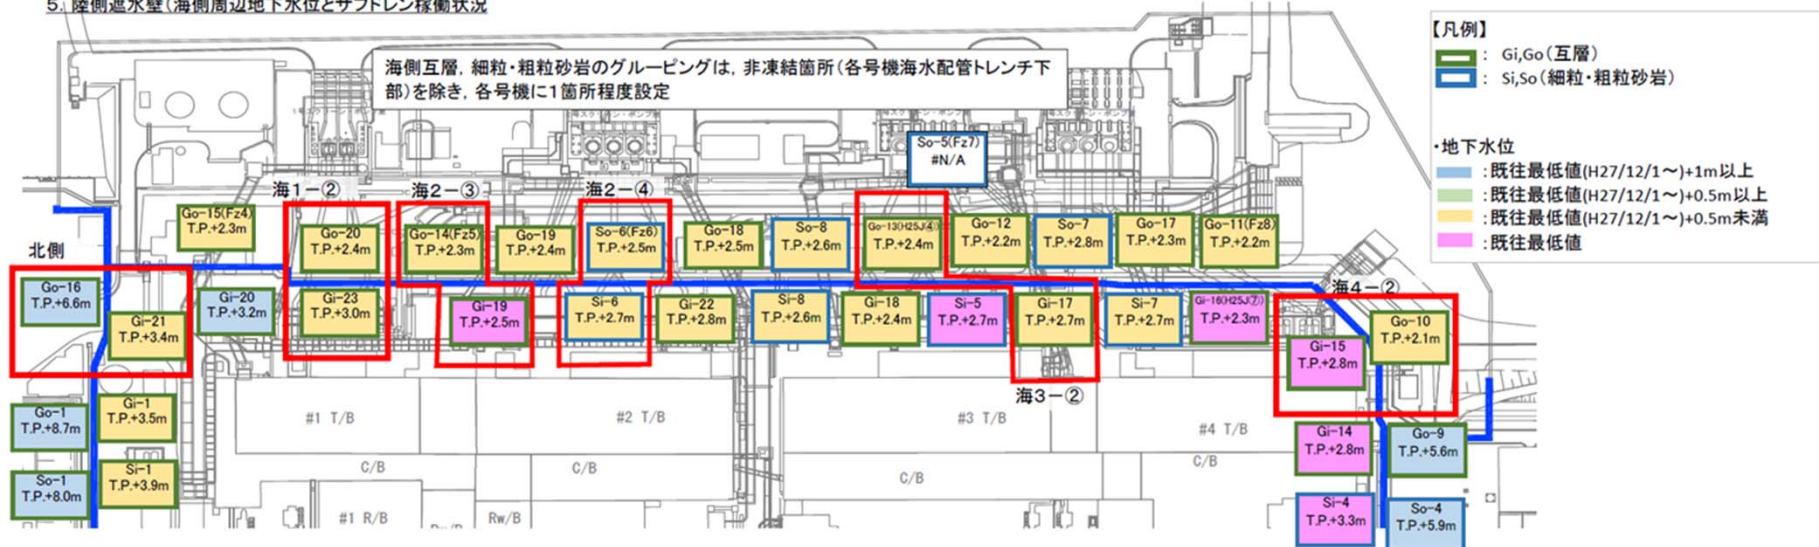 5. 陸側遮水壁(海側周辺地下水位とサブドレン稼働状況
【凡例】
: Gi,Go(互層)
: Si,So(細粒・粗粒砂岩)
・地下水位
:既往最低値(H27/12/1～)+1m以上
:既往最低値(H27/12/1～)+0.5m以上
:既往最低値(H27/12/1～)+0.5m未満
:既往最低値
海側互層, 細粒・粗粒砂岩のグルーピングは, 非凍結箇所(各号機海水配管トレンチ下
部)を除き, 各号機に1箇所程度設定
So-5(Fz7)
#N/A
海1-②
海2-③
海2-④
Go-15(Fz4)
T.P.+2.3m
Go-20
T.P.+2.4m
Go-14(Fz5)
T.P.+2.3m
Go-19
T.P.+2.4m
So-6(Fz6)
T.P.+2.5m
Go-18
T.P.+2.5m
So-8
T.P.+2.6m
Go-13(H25J④)
T.P.+2.4m
Go-12
T.P.+2.2m
So-7
T.P.+2.8m
Go-17
T.P.+2.3m
Go-11(Fz8)
T.P.+2.2m
北側
Go-16
T.P.+6.6m
Gi-21
T.P.+3.4m
Gi-20
T.P.+3.2m
Gi-23
T.P.+3.0m
Gi-19
T.P.+2.5m
Si-6
T.P.+2.7m
Gi-22
T.P.+2.8m
Si-8
T.P.+2.6m
Gi-18
T.P.+2.4m
Si-5
T.P.+2.7m
Gi-17
T.P.+2.7m
Si-7
T.P.+2.7m
Gi-16(H25J⑦)
T.P.+2.3m
海4-②
Gi-15
T.P.+2.8m
Go-10
T.P.+2.1m
海3-②
Go-1
T.P.+8.7m
Gi-1
T.P.+3.5m
#1 T/B
#2 T/B
#3 T/B
#4 T/B
Gi-14
T.P.+2.8m
Go-9
T.P.+5.6m
So-1
T.P.+8.0m
Si-1
T.P.+3.9m
C/B
C/B
C/B
C/B
Si-4
T.P.+3.3m
So-4
T.P.+5.9m
#1 R/B
Rw/B